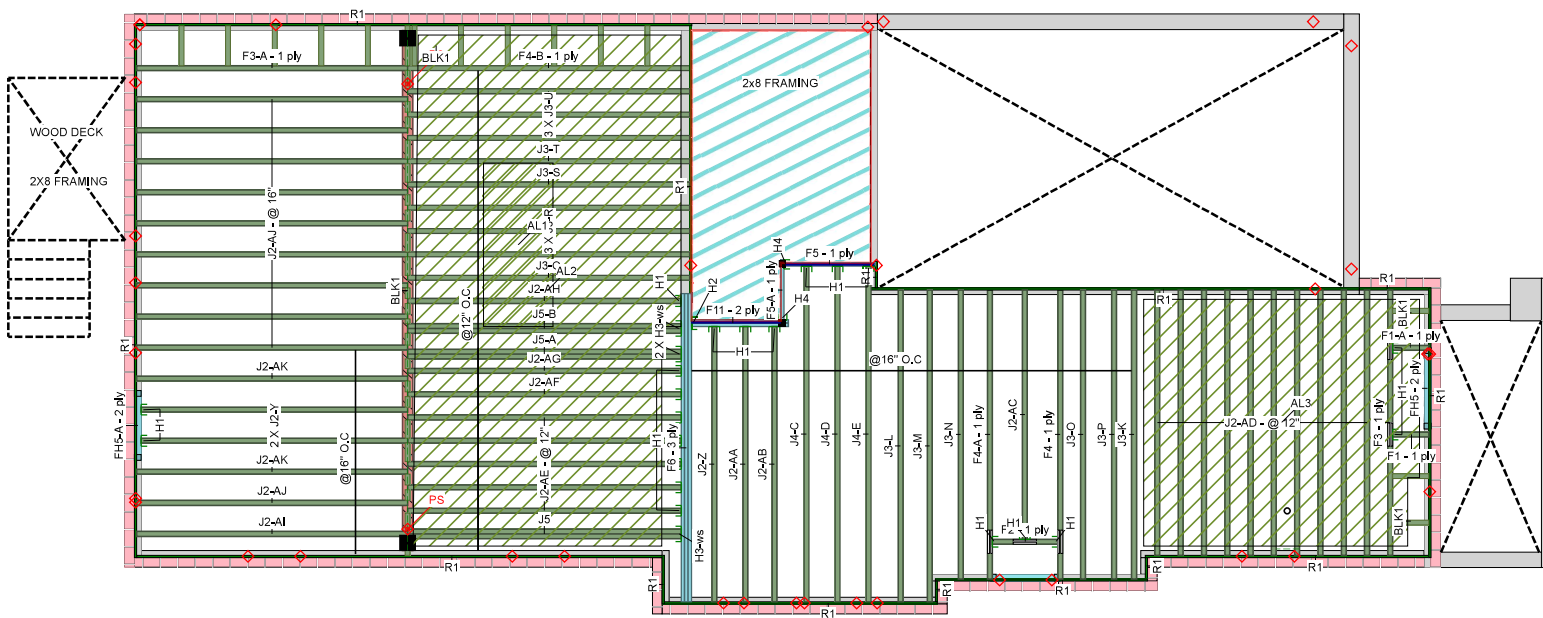 R1
F3-A - 1 ply
BLK1
F4-B - 1 ply
2x8 FRAMING
WOOD DECK
2X8 FRAMING
3 X J3-U
J3-T
J3-S
R1
J2-AJ - @ 16"
AL1
J3-Q
AL2
H4
F5 - 1 ply
R1
H1
F5-A - 1 ply
BLK1
J2-AH
H1
H2
H4
F11 - 2 ply
@12" O.C.
J5-B
J5-A
2 X H3-ws
R1
J2-AG
H1
@16" O.C
J2-AK
J2-AF
R1
R1
BLK1
F1-A - 1 ply
H1
FH5 - 2 ply
R1
AL3
J2-AD - @ 12"
F3 - 1 ply
F1 - 1 ply
BLK1
FH5-A - 2 ply
H1
2 X J2-Y
J2-AK
@16" O.C
J2-AJ
J2-AI
PS
J2-AE - @ 12"
J5
H1
F6 - 3 ply
H3-ws
J2-Z
J2-AA
J2-AB
J4-C
J4-D
J4-E
J3-L
J3-M
J3-N
F4-A - 1 ply
J2-AC
F4 - 1 ply
J3-O
J3-P
J3-K
H1
H1
H1
R1
R1
R1
R1
R1
R1
R1